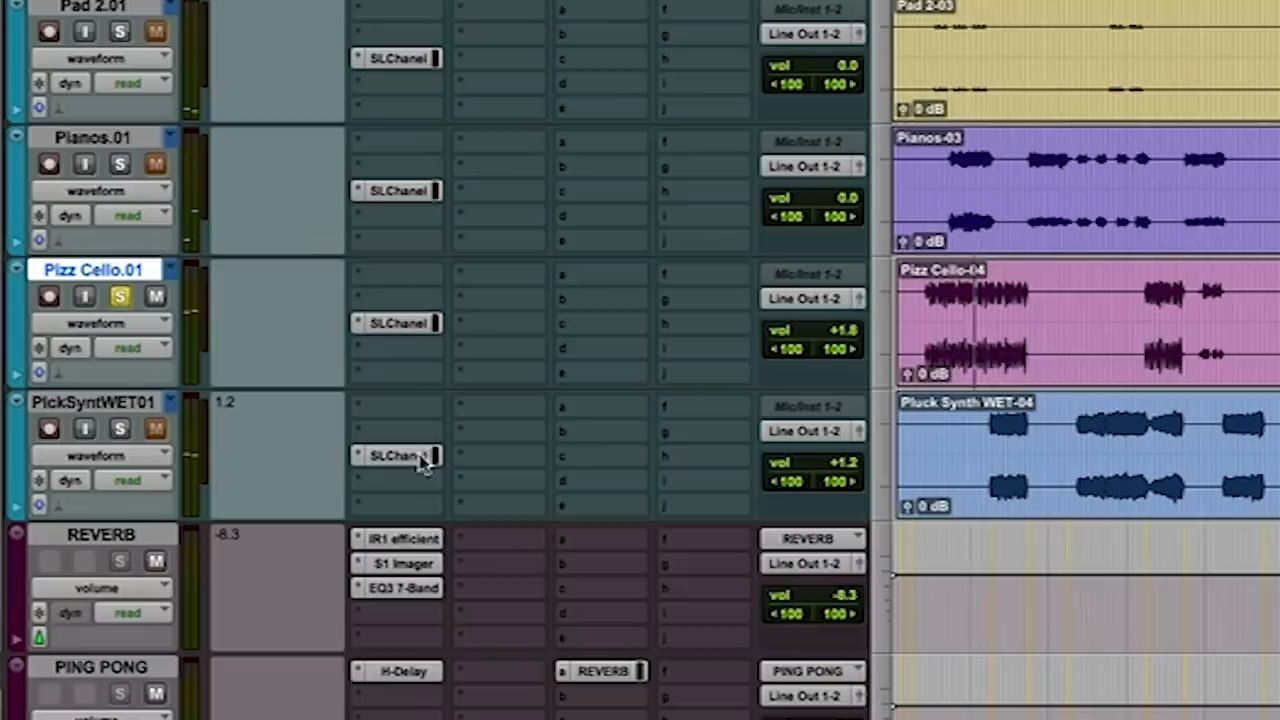 Pad 2.01
a
f
Mic/Inst 1-2
Pad 2-03
I S M
b
g
Line Out 1-2
waveform
SLChanel
c
h
vol 0.0
dyn read
d
i
100 100
e
j
0 dB
Pianos.01
a
f
Mic/Inst 1-2
Pianos-03
I S M
b
g
Line Out 1-2
waveform
SLChanel
c
h
vol 0.0
dyn read
d
i
100 100
e
j
0 dB
Pizz Cello.01
a
f
Mic/Inst 1-2
Pizz Cello-04
I S M
b
g
Line Out 1-2
waveform
SLChanel
c
h
vol +1.8
dyn read
d
i
100 100
e
j
0 dB
PlckSyntWET01
1.2
a
f
Mic/Inst 1-2
Pluck Synth WET-04
I S M
b
g
Line Out 1-2
waveform
c
h
vol +1.2
dyn read
d
i
100 100
e
j
0 dB
REVERB
-8.3
IR1 efficient
a
f
REVERB
S M
S1 Imager
b
g
Line Out 1-2
volume
EQ3 7-Band
c
h
vol -8.3
dyn read
d
i
100 100
e
j
PING PONG
H-Delay
a REVERB
f
PING PONG
S M
b
g
Line Out 1-2